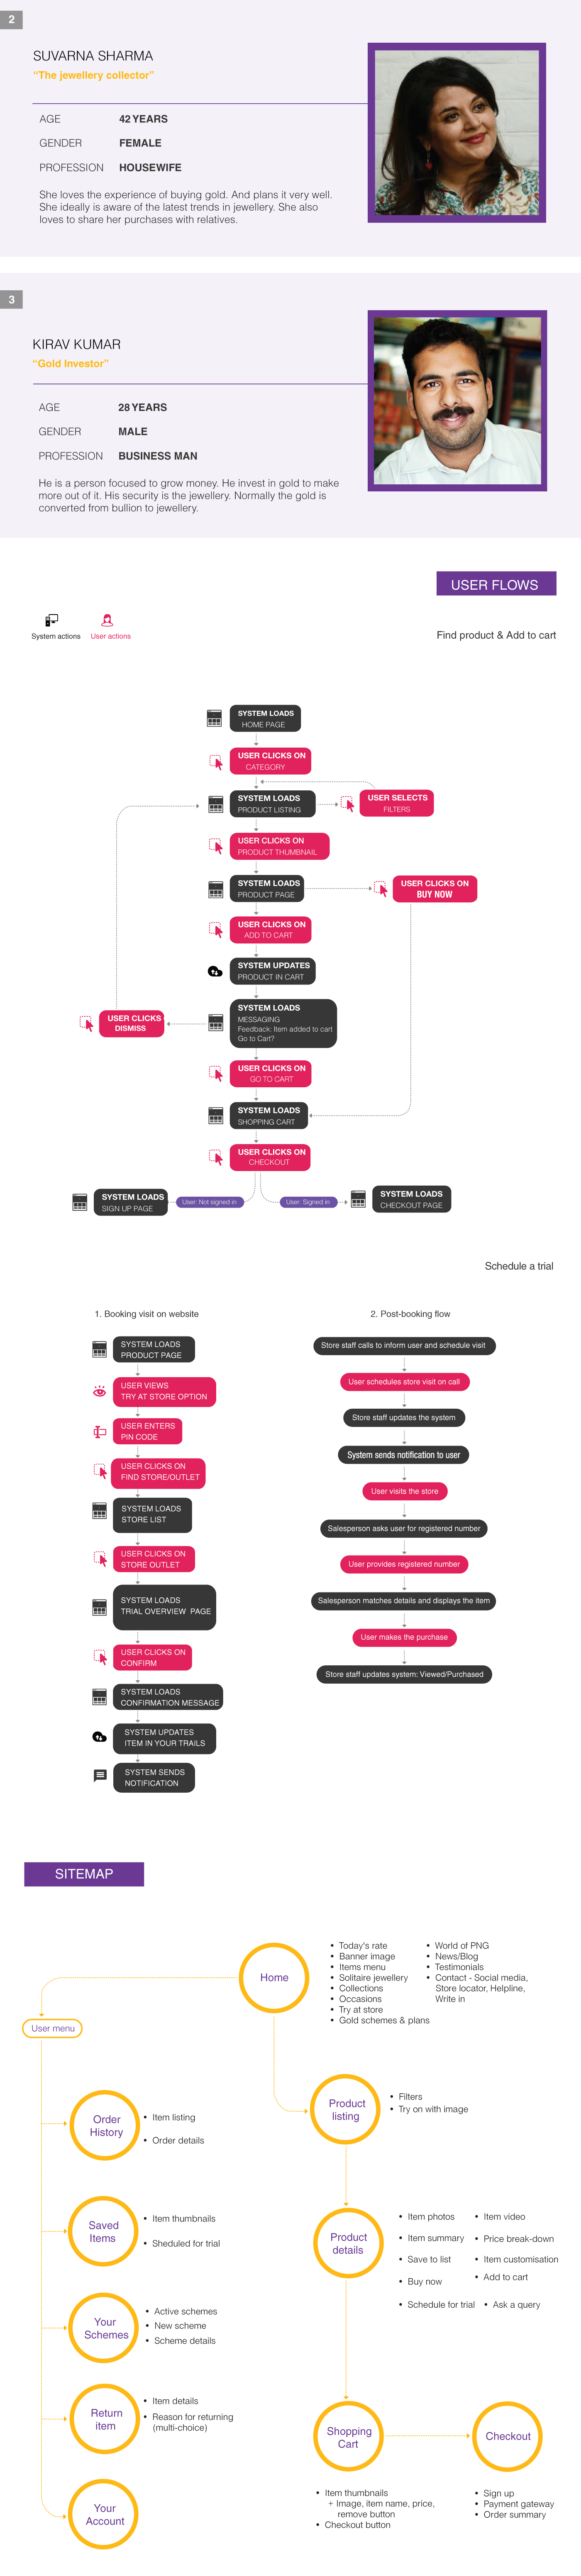 2
SUVARNA SHARMA
“The jewellery collector”
AGE 42 YEARS
GENDER FEMALE
PROFESSION HOUSEWIFE
She loves the experience of buying gold. And plans it very well.
She ideally is aware of the latest trends in jewellery. She also
loves to share her purchases with relatives.
3
KIRAV KUMAR
“Gold Investor”
AGE 28 YEARS
GENDER MALE
PROFESSION BUSINESS MAN
He is a person focused to grow money. He invest in gold to make
more out of it. His security is the jewellery. Normally the gold is
converted from bullion to jewellery.
USER FLOWS
System actions
User actions
Find product & Add to cart
SYSTEM LOADS
HOME PAGE
USER CLICKS ON
CATEGORY
SYSTEM LOADS
PRODUCT LISTING
USER SELECTS
FILTERS
USER CLICKS ON
PRODUCT THUMBNAIL
SYSTEM LOADS
PRODUCT PAGE
USER CLICKS ON
BUY NOW
USER CLICKS ON
ADD TO CART
SYSTEM UPDATES
PRODUCT IN CART
SYSTEM LOADS
MESSAGING
Feedback: Item added to cart
Go to Cart?
USER CLICKS
DISMISS
USER CLICKS ON
GO TO CART
SYSTEM LOADS
SHOPPING CART
USER CLICKS ON
CHECKOUT
SYSTEM LOADS
SIGN UP PAGE
User: Not signed in
User: Signed in
SYSTEM LOADS
CHECKOUT PAGE
Schedule a trial
1. Booking visit on website
SYSTEM LOADS
PRODUCT PAGE
USER VIEWS
TRY AT STORE OPTION
USER ENTERS
PIN CODE
USER CLICKS ON
FIND STORE/OUTLET
SYSTEM LOADS
STORE LIST
USER CLICKS ON
STORE OUTLET
SYSTEM LOADS
TRIAL OVERVIEW PAGE
USER CLICKS ON
CONFIRM
SYSTEM LOADS
CONFIRMATION MESSAGE
SYSTEM UPDATES
ITEM IN YOUR TRAILS
SYSTEM SENDS
NOTIFICATION
2. Post-booking flow
Store staff calls to inform user and schedule visit
User schedules store visit on call
Store staff updates the system
System sends notification to user
User visits the store
Salesperson asks user for registered number
User provides registered number
Salesperson matches details and displays the item
User makes the purchase
Store staff updates system: Viewed/Purchased
SITEMAP
Home
• Today's rate
• Banner image
• Items menu
• Solitaire jewellery
• Collections
• Occasions
• Try at store
• Gold schemes & plans
• World of PNG
• News/Blog
• Testimonials
• Contact - Social media,
Store locator, Helpline,
Write in
User menu
Order
History
• Item listing
• Order details
Saved
Items
• Item thumbnails
• Sheduled for trial
Your
Schemes
• Active schemes
• New scheme
• Scheme details
Return
item
• Item details
• Reason for returning
(multi-choice)
Your
Account
Product
listing
• Filters
• Try on with image
Product
details
• Item photos
• Item summary
• Save to list
• Buy now
• Schedule for trial
• Item video
• Price break-down
• Item customisation
• Add to cart
• Ask a query
Shopping
Cart
• Item thumbnails
+ Image, item name, price,
remove button
• Checkout button
Checkout
• Sign up
• Payment gateway
• Order summary